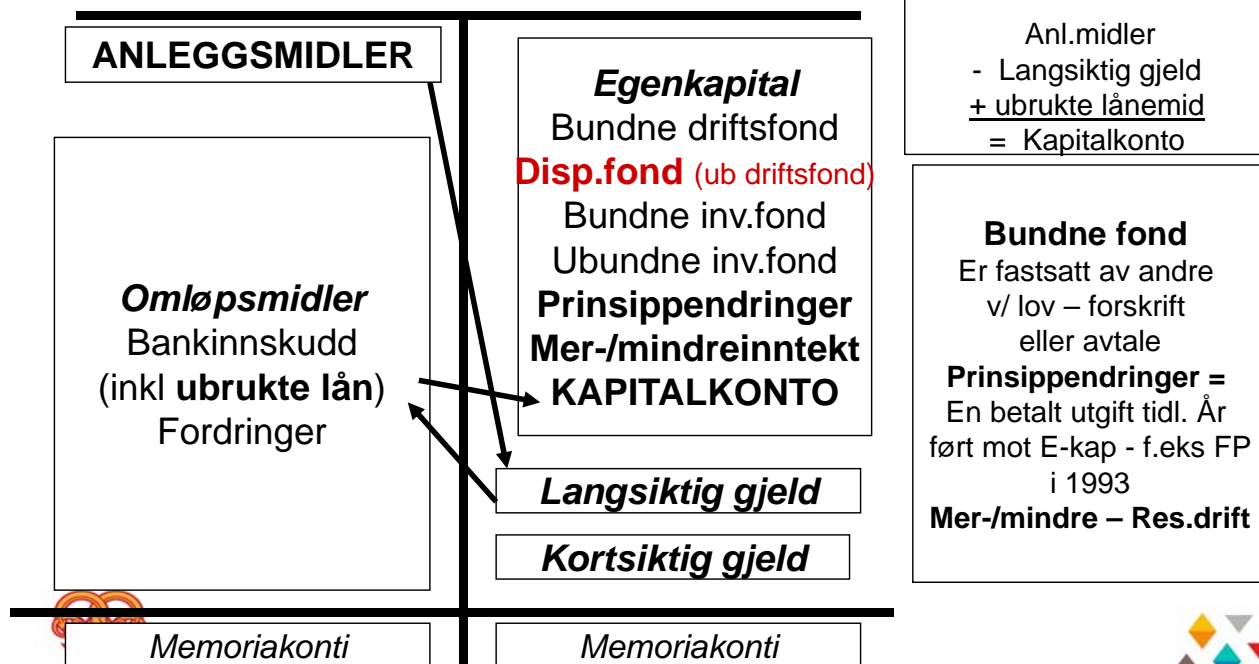 ANLEGGSMIDLER
Omløpsmidler
Bankinnskudd
(inkl ubrukte lån)
Fordringer
Egenkapital
Bundne driftsfond
Disp.fond (ub driftsfond)
Bundne inv.fond
Ubundne inv.fond
Prinsippendringer
Mer-/mindreinntekt
KAPITALKONTO
Langsiktig gjeld
Kortsiktig gjeld
Memoriakonti
Memoriakonti
Anl.midler
- Langsiktig gjeld
+ ubrukte lånemid
= Kapitalkonto
Bundne fond
Er fastsatt av andre
v/ lov – forskrift
eller avtale
Prinsippendringer =
En betalt utgift tidl. År
ført mot E-kap - f.eks FP
i 1993
Mer-/mindre – Res.drift